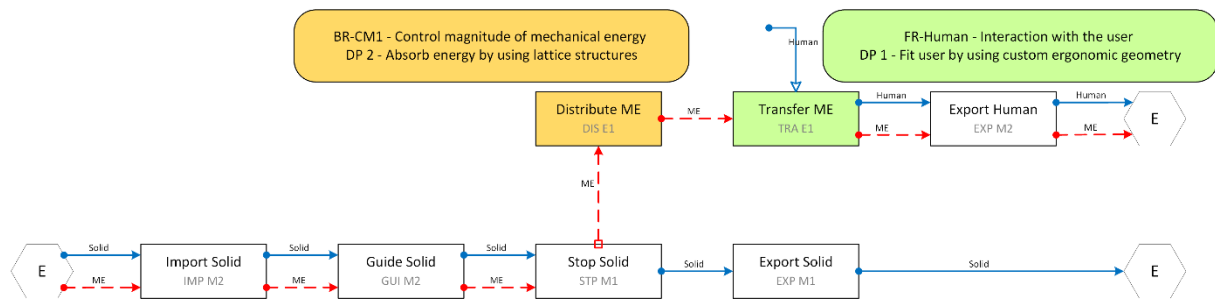 BR-CM1 - Control magnitude of mechanical energy
DP 2 - Absorb energy by using lattice structures
Human
FR-Human - Interaction with the user
DP 1 - Fit user by using custom ergonomic geometry
Distribute ME
DIS E1
ME
Transfer ME
TRA E1
Human
ME
Export Human
EXP M2
Human
ME
E
ME
E
Solid
ME
Import Solid
IMP M2
Solid
ME
Guide Solid
GUI M2
Solid
ME
Stop Solid
STP M1
Solid
Export Solid
EXP M1
Solid
E